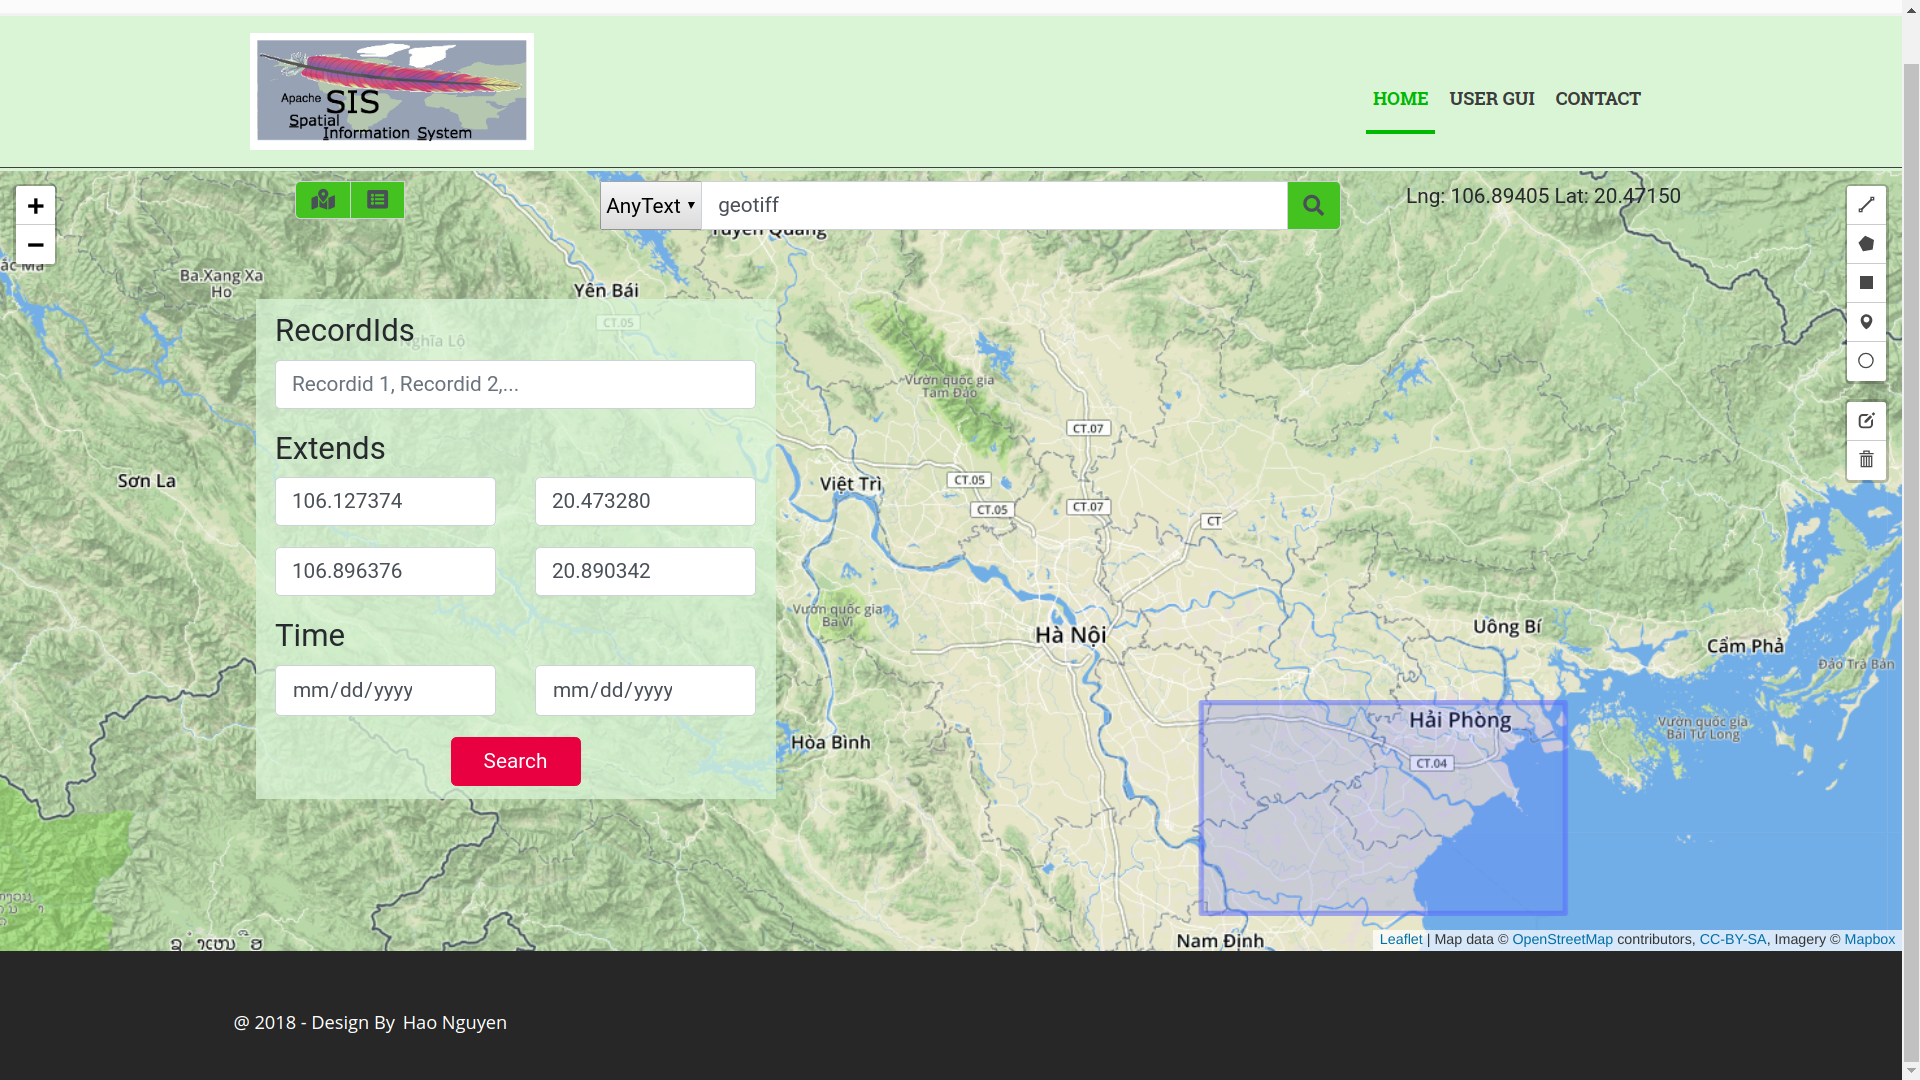 Apache SIS
Spatial
Information System
HOME USER GUI CONTACT
+
−
AnyText
geotiff
Lng: 106.89405 Lat: 20.47150
Tuyên Quang
Ba Xang Xa
Ho
Yên Bái
CT.05
Nghĩa Lộ
RecordIds
Recordid 1, Recordid 2,...
Vườn quốc gia
Tam Đảo
CT.07
Extends
Sơn La
Việt Trì
CT.05
CT.05
CT.07
CT
106.127374
20.473280
106.896376
20.890342
Vườn quốc gia
Ba Vì
Hà Nội
Uông Bí
Cẩm Phả
Đảo Trà Bản
Time
mm/dd/yyyy
mm/dd/yyyy
Hải Phòng
Vườn quốc gia
Bái Tử Long
Hòa Bình
CT.04
Search
Nam Định
Leaflet | Map data © OpenStreetMap contributors, CC-BY-SA, Imagery © Mapbox
@ 2018 - Design By Hao Nguyen